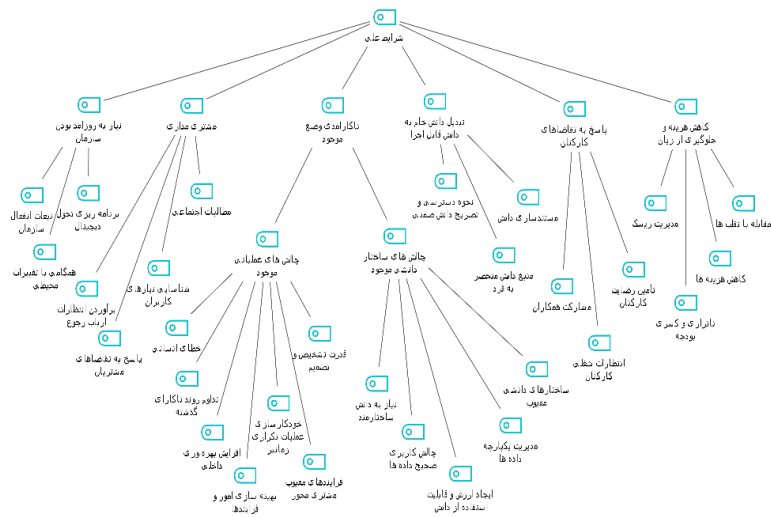 شرایط علی
نیاز به روزآمد بودن
سازمان
مشتری مداری
ناکارامدی وضع
موجود
تبدیل دانش خام به
دانش قابل اجرا
پاسخ به تقاضاهای
کارکنان
کاهش هزینه و
جلوگیری از زیان
تبعات انفعال
سازمان
برنامه ریزی تحول
دیجیتال
همگامی با تغییرات
محیطی
مطالبات اجتماعی
شناسایی نیازهای
کاربران
برآوردن انتظارات
ارباب رجوع
پاسخ به تقاضاهای
مشتریان
چالش های عملیاتی
موجود
چالش های ساختار
دانشی موجود
نحوه دسترسی و
تصریح دانش ضمنی
مستندسازی دانش
منبع دانش منحصر
به فرد
مشارکت همکاران
تامین رضایت
کارکنان
انتظارات شغلی
کارکنان
مدیریت ریسک
مقابله با تقلب ها
کاهش هزینه ها
ناترازی و کسری
بودجه
خطای انسانی
تداوم روند ناکارای
گذشته
افزایش بهره وری
داخلی
بهینه سازی امور و
فرایندها
خودکار سازی
عملیات تکراری
زمانبر
فرایندهای معیوب
مشتری محور
قدرت تشخیص و
تصمیم
نیاز به دانش
ساختارمند
چالش کاربری
صحیح داده ها
ایجاد ارزش و قابلیت
استفاده از دانش
مدیریت یکپارچه
داده ها
ساختارهای دانشی
معیوب